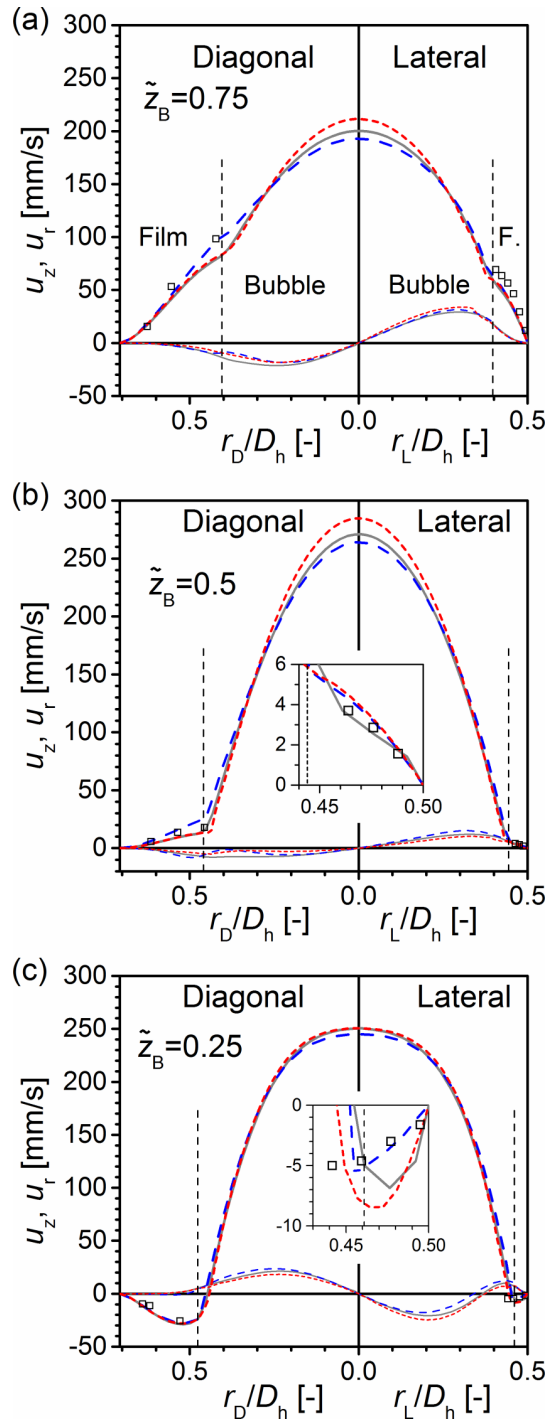 (a)
300
250
200
150
100
50
0
-50
u_z, u_r [mm/s]
Diagonal Lateral
z̃_B=0.75
Film F.
Bubble Bubble
0.5 0.0 0.5
r_D/D_h [-] r_L/D_h [-]
(b)
300
250
200
150
100
50
0
u_z, u_r [mm/s]
Diagonal Lateral
z̃_B=0.5
6
4
2
0
0.45 0.50
0.5 0.0 0.5
r_D/D_h [-] r_L/D_h [-]
(c)
300
250
200
150
100
50
0
-50
u_z, u_r [mm/s]
Diagonal Lateral
z̃_B=0.25
0
-5
-10
0.45 0.50
0.5 0.0 0.5
r_D/D_h [-] r_L/D_h [-]